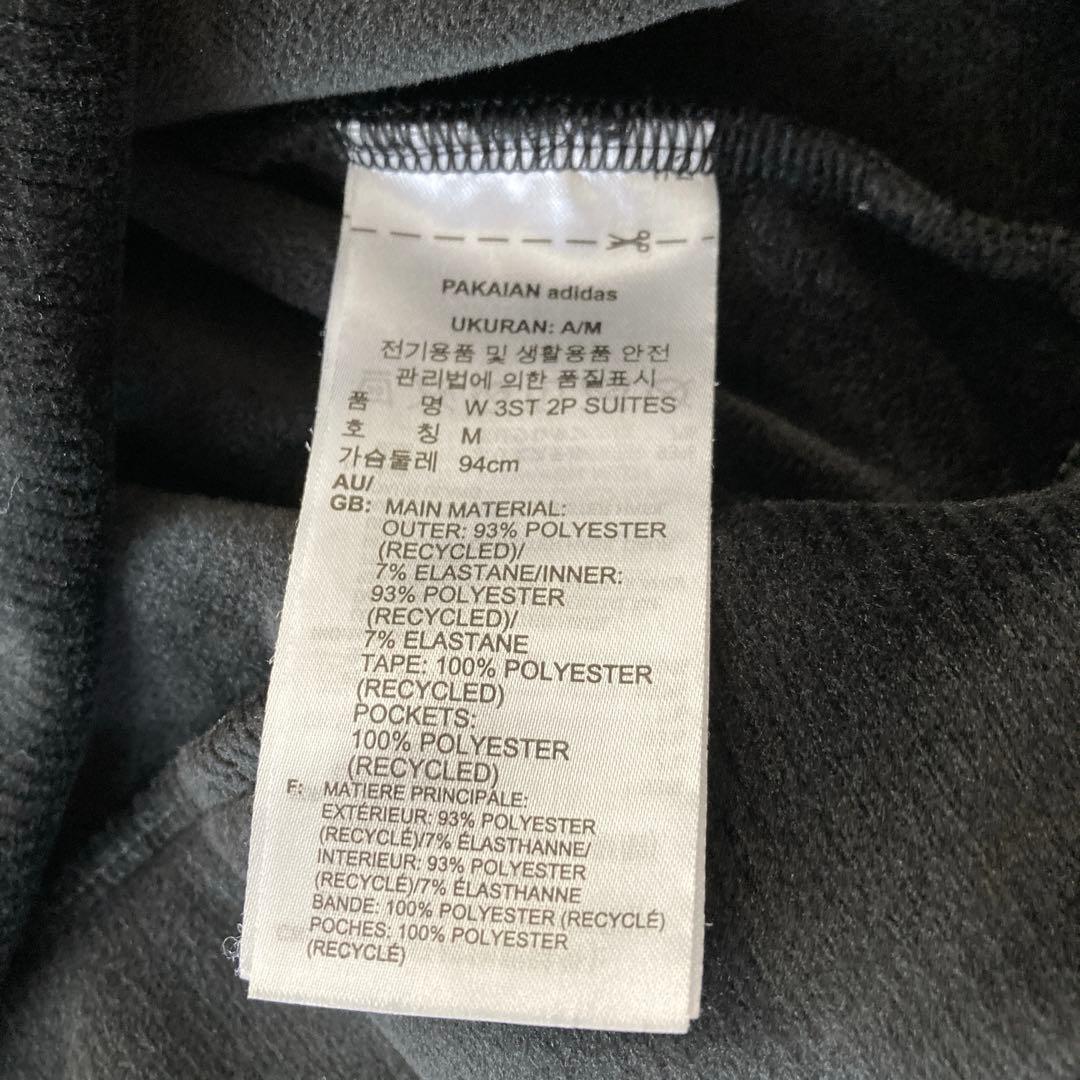 PAKAIAN adidas
UKURAN: A/M
전기용품 및 생활용품 안전
관리법에 의한 품질표시
품 명 W 3ST 2P SUITES
호 칭 M
가슴둘레 94cm
AU/
GB: MAIN MATERIAL:
OUTER: 93% POLYESTER
(RECYCLED)/
7% ELASTANE/INNER:
93% POLYESTER
(RECYCLED)/
7% ELASTANE
TAPE: 100% POLYESTER
(RECYCLED)
POCKETS:
100% POLYESTER
(RECYCLED)
F: MATIERE PRINCIPALE:
EXTÉRIEUR: 93% POLYESTER
(RECYCLÉ)/7% ÉLASTHANNE/
INTERIEUR: 93% POLYESTER
(RECYCLÉ)/7% ÉLASTHANNE
BANDE: 100% POLYESTER (RECYCLÉ)
POCHES: 100% POLYESTER
(RECYCLÉ)